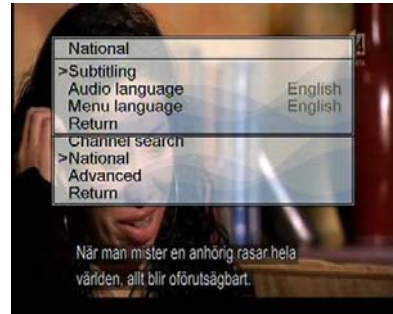 National
>Subtitling
Audio language English
Menu language English
Return
Channel search
>National
Advanced
Return
När man mister en anhörig rasar hela
världen, allt blir oförutsägbart.